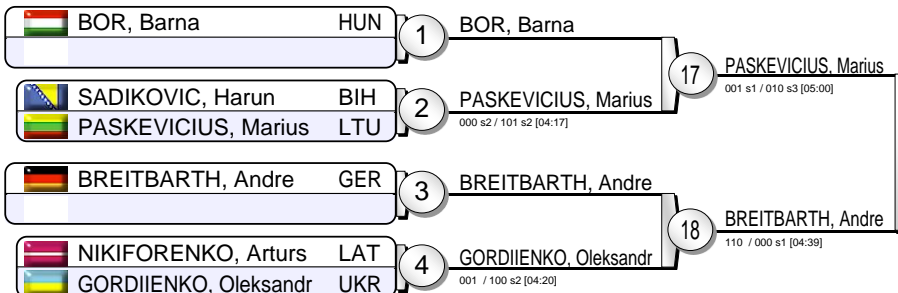 BOR, Barna HUN
1
BOR, Barna
SADIKOVIC, Harun BIH
PASKEVICIUS, Marius LTU
2
PASKEVICIUS, Marius
000 s2 / 101 s2 [04:17]
17
PASKEVICIUS, Marius
001 s1 / 010 s3 [05:00]
BREITBARTH, Andre GER
3
BREITBARTH, Andre
NIKIFORENKO, Arturs LAT
GORDIIENKO, Oleksandr UKR
4
GORDIIENKO, Oleksandr
001 / 100 s2 [04:20]
18
BREITBARTH, Andre
110 / 000 s1 [04:39]